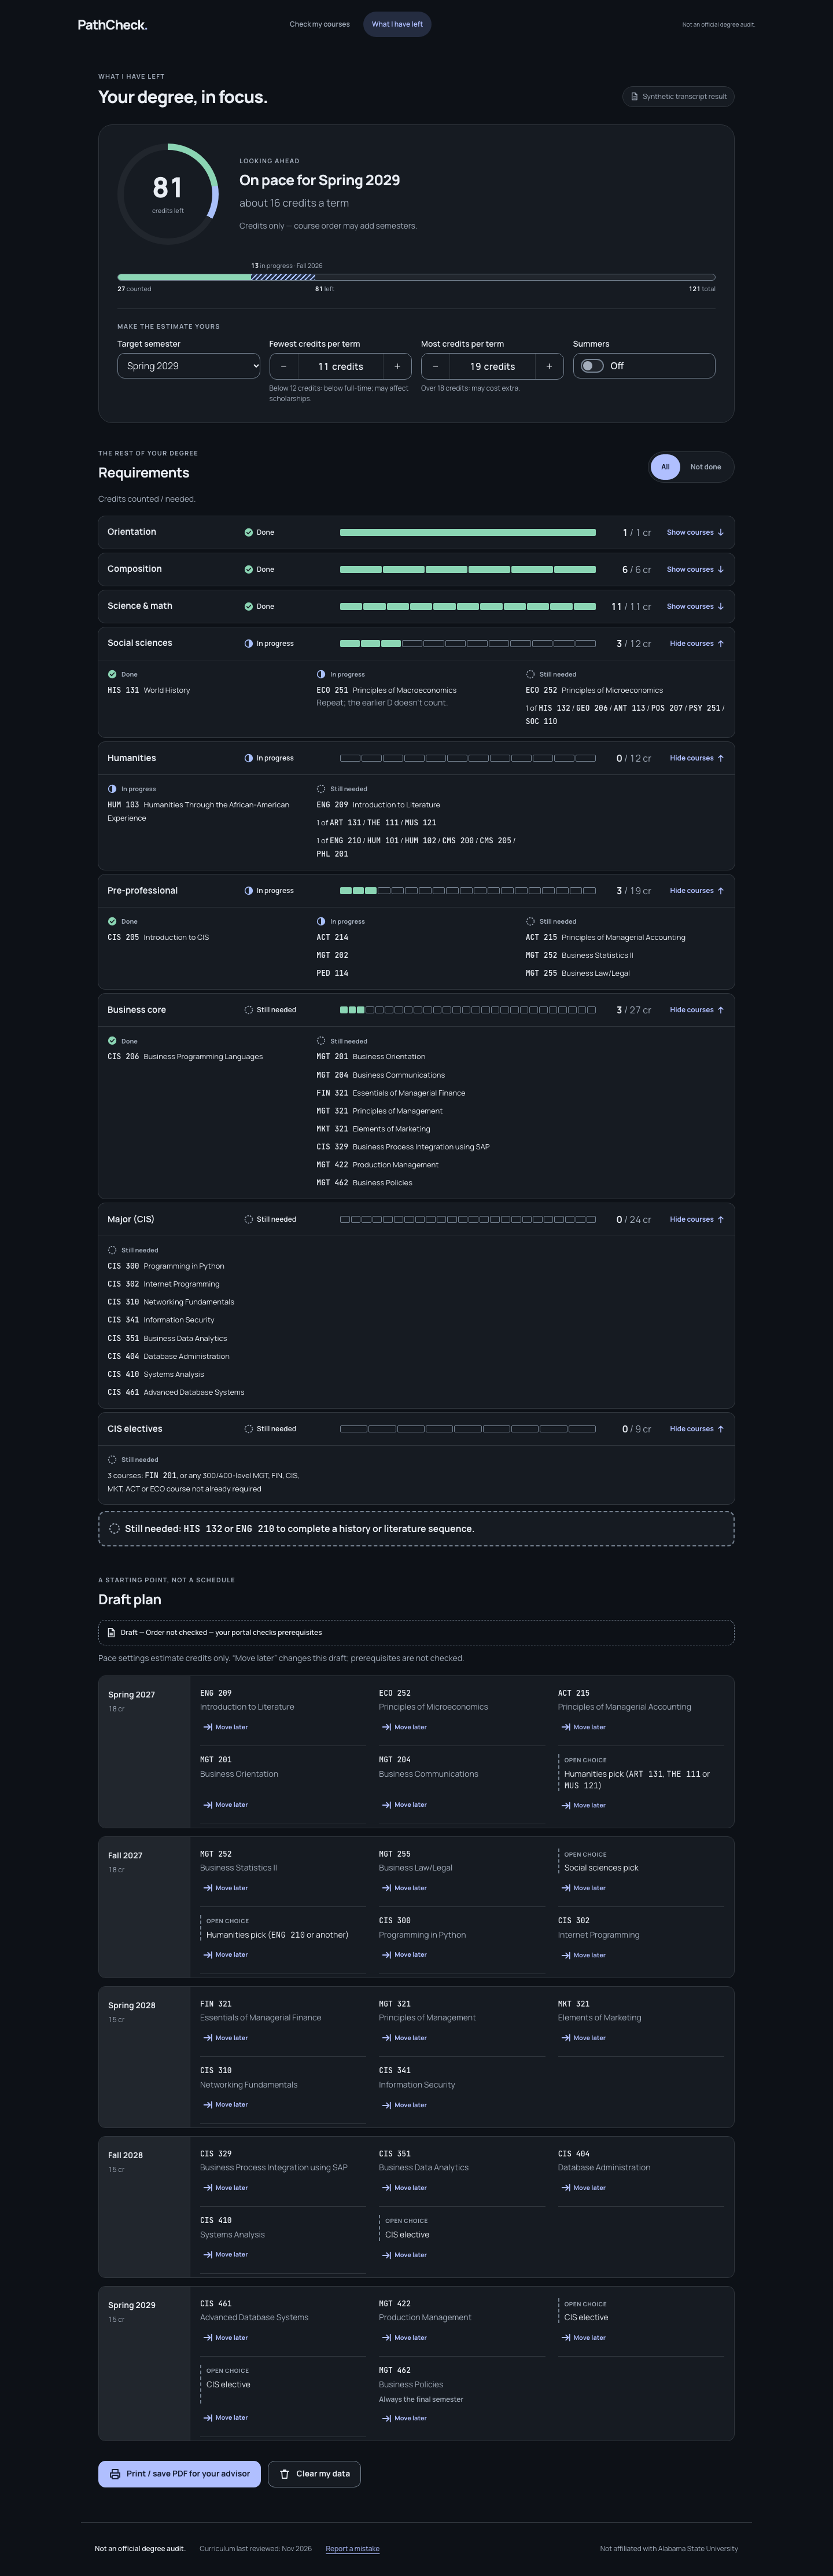 PathCheck.
Check my courses
What I have left
Not an official degree audit.
WHAT I HAVE LEFT
Your degree, in focus.
Synthetic transcript result
81
credits left
LOOKING AHEAD
On pace for Spring 2029
about 16 credits a term
Credits only — course order may add semesters.
13 in progress · Fall 2026
27 counted
81 left
121 total
MAKE THE ESTIMATE YOURS
Target semester
Fewest credits per term
Most credits per term
Summers
Spring 2029
− 11 credits +
− 19 credits +
Off
Below 12 credits: below full-time; may affect
scholarships.
Over 18 credits: may cost extra.
THE REST OF YOUR DEGREE
Requirements
All
Not done
Credits counted / needed.
Orientation Done 1 / 1 cr Show courses ↓
Composition Done 6 / 6 cr Show courses ↓
Science & math Done 11 / 11 cr Show courses ↓
Social sciences In progress 3 / 12 cr Hide courses ↑
Done
HIS 131 World History
In progress
ECO 251 Principles of Macroeconomics
Repeat; the earlier D doesn't count.
Still needed
ECO 252 Principles of Microeconomics
1 of HIS 132 / GEO 206 / ANT 113 / POS 207 / PSY 251 /
SOC 110
Humanities In progress 0 / 12 cr Hide courses ↑
In progress
HUM 103 Humanities Through the African-American
Experience
Still needed
ENG 209 Introduction to Literature
1 of ART 131 / THE 111 / MUS 121
1 of ENG 210 / HUM 101 / HUM 102 / CMS 200 / CMS 205 /
PHL 201
Pre-professional In progress 3 / 19 cr Hide courses ↑
Done
CIS 205 Introduction to CIS
In progress
ACT 214
MGT 202
PED 114
Still needed
ACT 215 Principles of Managerial Accounting
MGT 252 Business Statistics II
MGT 255 Business Law/Legal
Business core Still needed 3 / 27 cr Hide courses ↑
Done
CIS 206 Business Programming Languages
Still needed
MGT 201 Business Orientation
MGT 204 Business Communications
FIN 321 Essentials of Managerial Finance
MGT 321 Principles of Management
MKT 321 Elements of Marketing
CIS 329 Business Process Integration using SAP
MGT 422 Production Management
MGT 462 Business Policies
Major (CIS) Still needed 0 / 24 cr Hide courses ↑
Still needed
CIS 300 Programming in Python
CIS 302 Internet Programming
CIS 310 Networking Fundamentals
CIS 341 Information Security
CIS 351 Business Data Analytics
CIS 404 Database Administration
CIS 410 Systems Analysis
CIS 461 Advanced Database Systems
CIS electives Still needed 0 / 9 cr Hide courses ↑
Still needed
3 courses: FIN 201, or any 300/400-level MGT, FIN, CIS,
MKT, ACT or ECO course not already required
Still needed: HIS 132 or ENG 210 to complete a history or literature sequence.
A STARTING POINT, NOT A SCHEDULE
Draft plan
Draft — Order not checked — your portal checks prerequisites
Pace settings estimate credits only. "Move later" changes this draft; prerequisites are not checked.
Spring 2027
18 cr
ENG 209
Introduction to Literature
Move later
ECO 252
Principles of Microeconomics
Move later
ACT 215
Principles of Managerial Accounting
Move later
MGT 201
Business Orientation
Move later
MGT 204
Business Communications
Move later
OPEN CHOICE
Humanities pick (ART 131, THE 111 or
MUS 121)
Move later
Fall 2027
18 cr
MGT 252
Business Statistics II
Move later
MGT 255
Business Law/Legal
Move later
OPEN CHOICE
Social sciences pick
Move later
OPEN CHOICE
Humanities pick (ENG 210 or another)
Move later
CIS 300
Programming in Python
Move later
CIS 302
Internet Programming
Move later
Spring 2028
15 cr
FIN 321
Essentials of Managerial Finance
Move later
MGT 321
Principles of Management
Move later
MKT 321
Elements of Marketing
Move later
CIS 310
Networking Fundamentals
Move later
CIS 341
Information Security
Move later
Fall 2028
15 cr
CIS 329
Business Process Integration using SAP
Move later
CIS 351
Business Data Analytics
Move later
CIS 404
Database Administration
Move later
CIS 410
Systems Analysis
Move later
OPEN CHOICE
CIS elective
Move later
Spring 2029
15 cr
CIS 461
Advanced Database Systems
Move later
MGT 422
Production Management
Move later
OPEN CHOICE
CIS elective
Move later
OPEN CHOICE
CIS elective
Move later
MGT 462
Business Policies
Always the final semester
Move later
Print / save PDF for your advisor
Clear my data
Not an official degree audit.
Curriculum last reviewed: Nov 2026
Report a mistake
Not affiliated with Alabama State University